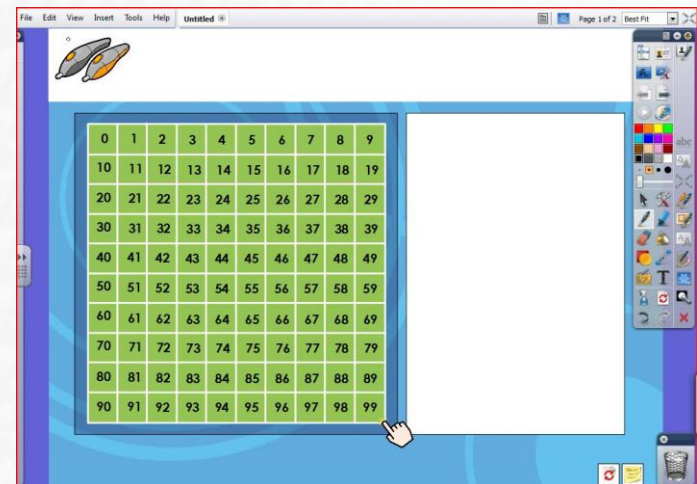 File Edit View Insert Tools Help Untitled Page 1 of 2 Best Fit
abc
0 1 2 3 4 5 6 7 8 9
10 11 12 13 14 15 16 17 18 19
20 21 22 23 24 25 26 27 28 29
30 31 32 33 34 35 36 37 38 39
40 41 42 43 44 45 46 47 48 49
50 51 52 53 54 55 56 57 58 59
60 61 62 63 64 65 66 67 68 69
70 71 72 73 74 75 76 77 78 79
80 81 82 83 84 85 86 87 88 89
90 91 92 93 94 95 96 97 98 99
T